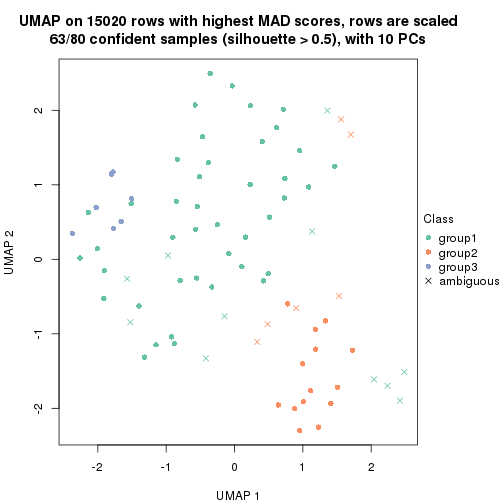 UMAP on 15020 rows with highest MAD scores, rows are scaled
63/80 confident samples (silhouette > 0.5), with 10 PCs
UMAP 2
2
1
0
-1
-2
-2
-1
0
1
2
UMAP 1
Class
group1
group2
group3
ambiguous